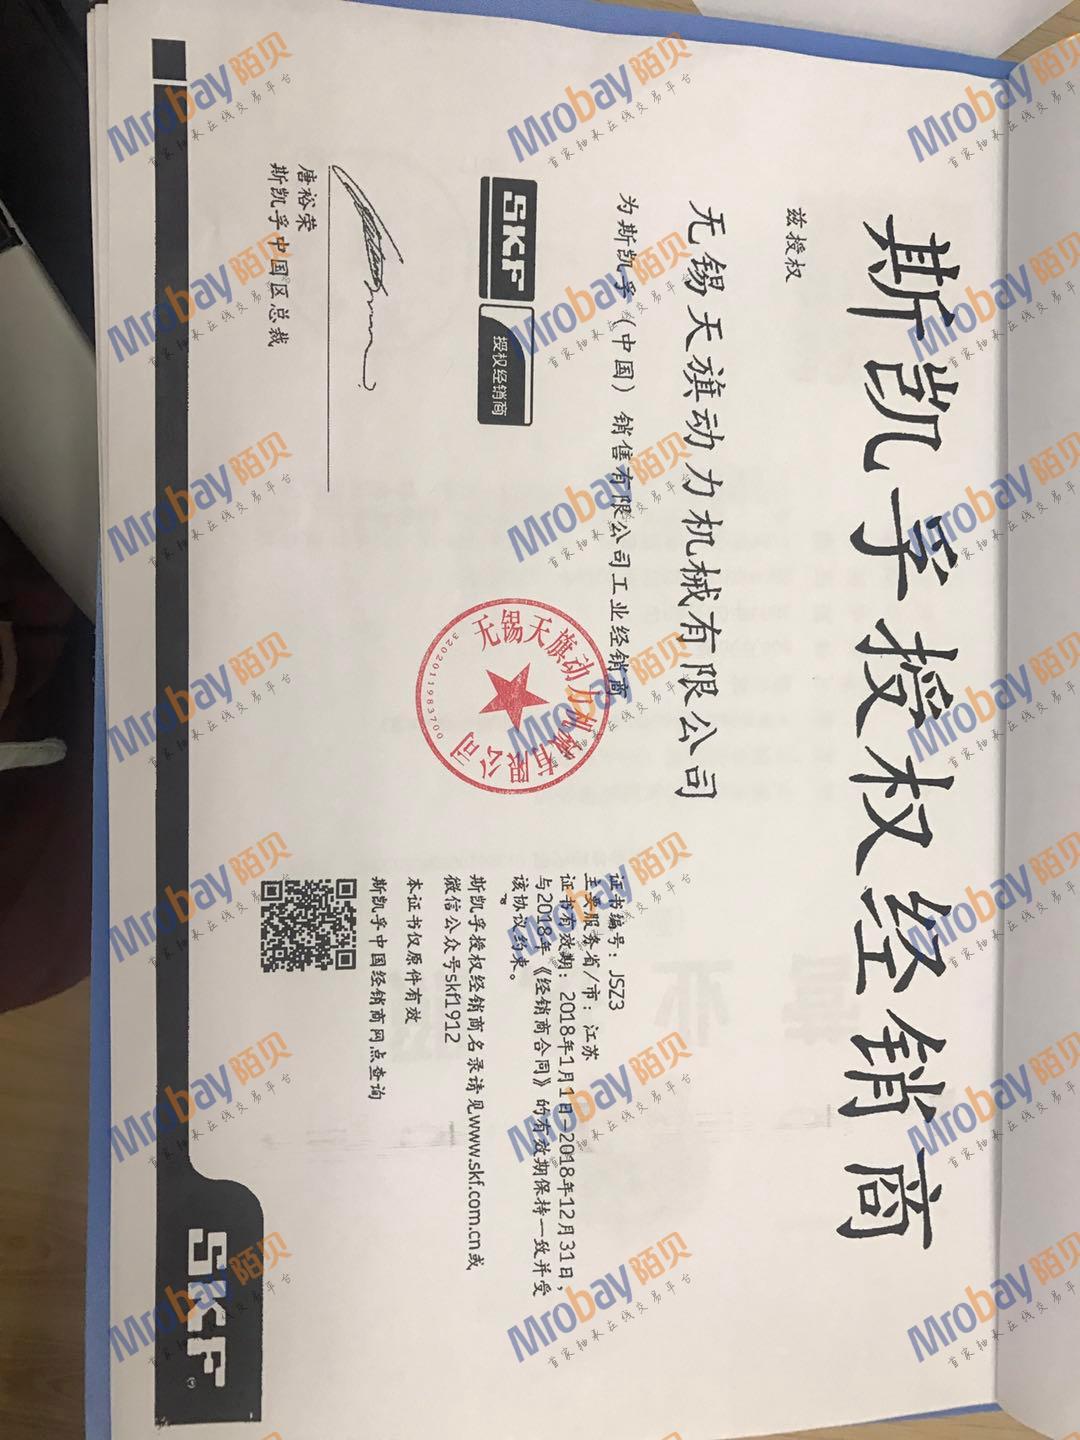 斯凯孚授权经销商
兹授权
无锡天旗动力机械有限公司
为斯凯孚（中国）销售有限公司工业经销商
SKF 授权经销商
无锡天旗动力机械有限公司
3202011983700
唐裕荣
斯凯孚中国区总裁
证书编号：JSZ3
主要服务省/市：江苏
证书有效期：2018年1月1日-2018年12月31日，
与2018年《经销商合同》的有效期保持一致并受
该协议约束。
斯凯孚授权经销商名录请见www.skf.com.cn或
微信公众号skf1912
本证书仅原件有效
斯凯孚中国经销商网点查询
SKF
Mrobay陌贝
首家轴承在线交易平台